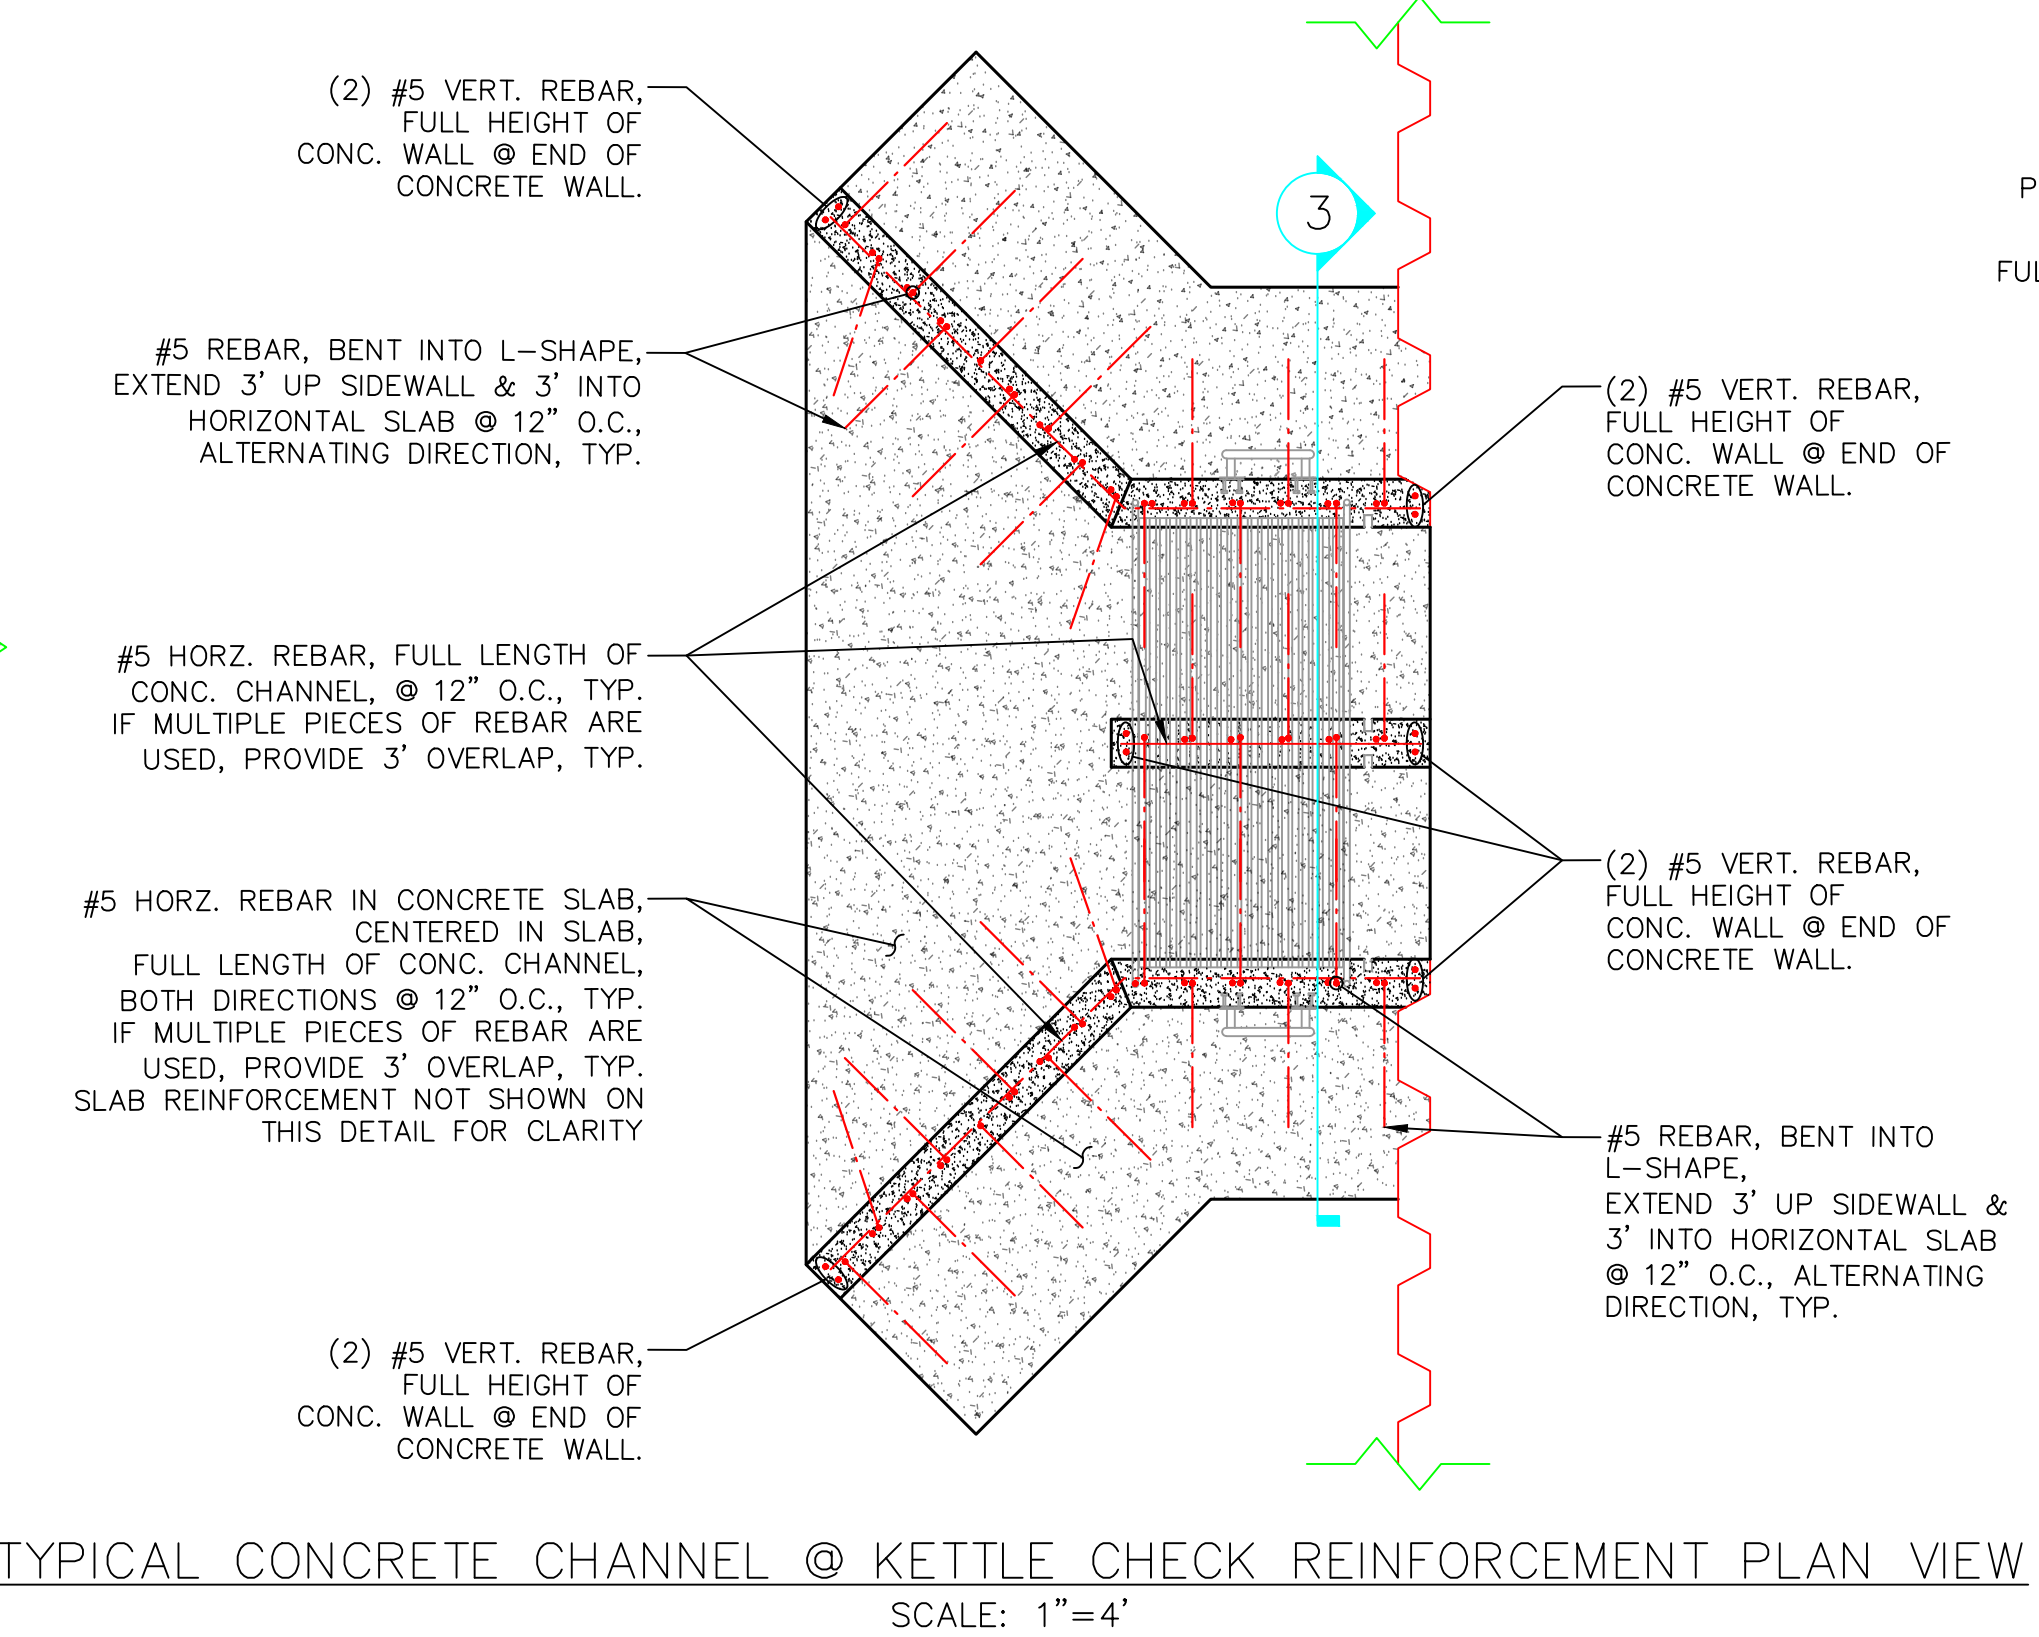 (2) #5 VERT. REBAR,
FULL HEIGHT OF
CONC. WALL @ END OF
CONCRETE WALL.
#5 REBAR, BENT INTO L-SHAPE,
EXTEND 3' UP SIDEWALL & 3' INTO
HORIZONTAL SLAB @ 12" O.C.,
ALTERNATING DIRECTION, TYP.
#5 HORZ. REBAR, FULL LENGTH OF
CONC. CHANNEL, @ 12" O.C., TYP.
IF MULTIPLE PIECES OF REBAR ARE
USED, PROVIDE 3' OVERLAP, TYP.
#5 HORZ. REBAR IN CONCRETE SLAB,
CENTERED IN SLAB,
FULL LENGTH OF CONC. CHANNEL,
BOTH DIRECTIONS @ 12" O.C., TYP.
IF MULTIPLE PIECES OF REBAR ARE
USED, PROVIDE 3' OVERLAP, TYP.
SLAB REINFORCEMENT NOT SHOWN ON
THIS DETAIL FOR CLARITY
(2) #5 VERT. REBAR,
FULL HEIGHT OF
CONC. WALL @ END OF
CONCRETE WALL.
3
P
FUL
(2) #5 VERT. REBAR,
FULL HEIGHT OF
CONC. WALL @ END OF
CONCRETE WALL.
(2) #5 VERT. REBAR,
FULL HEIGHT OF
CONC. WALL @ END OF
CONCRETE WALL.
#5 REBAR, BENT INTO
L-SHAPE,
EXTEND 3' UP SIDEWALL &
3' INTO HORIZONTAL SLAB
@ 12" O.C., ALTERNATING
DIRECTION, TYP.
TYPICAL CONCRETE CHANNEL @ KETTLE CHECK REINFORCEMENT PLAN VIEW
SCALE: 1"=4'